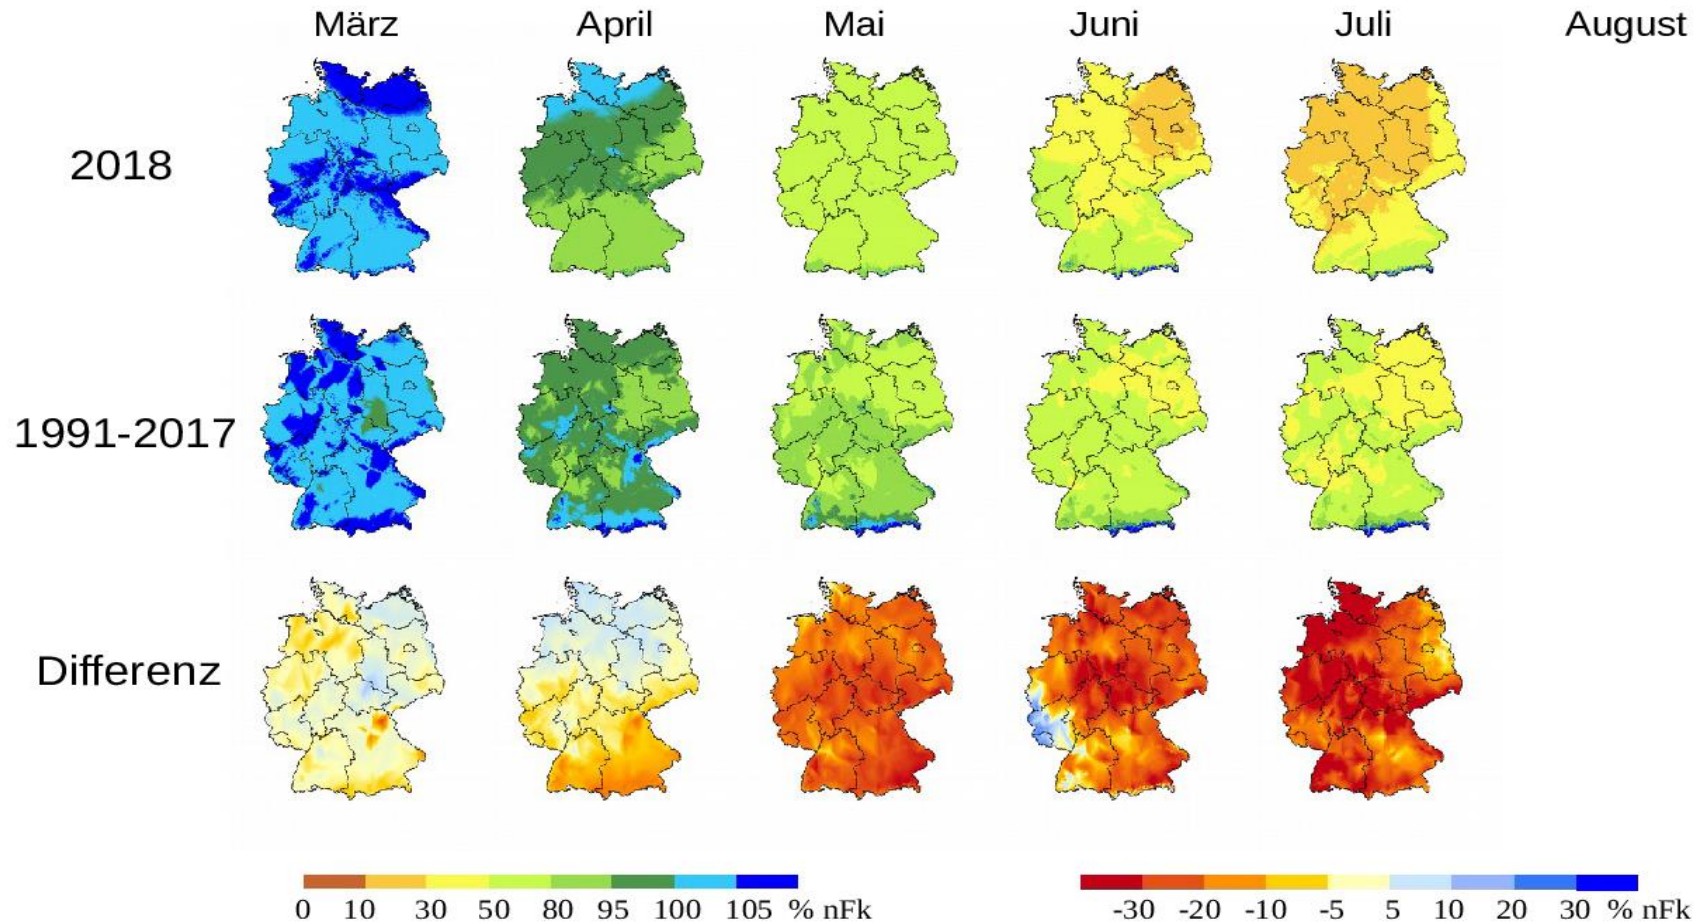 März April Mai Juni Juli August
2018
1991-2017
Differenz
0 10 30 50 80 95 100 105 % nFk
-30 -20 -10 -5 5 10 20 30 % nFk